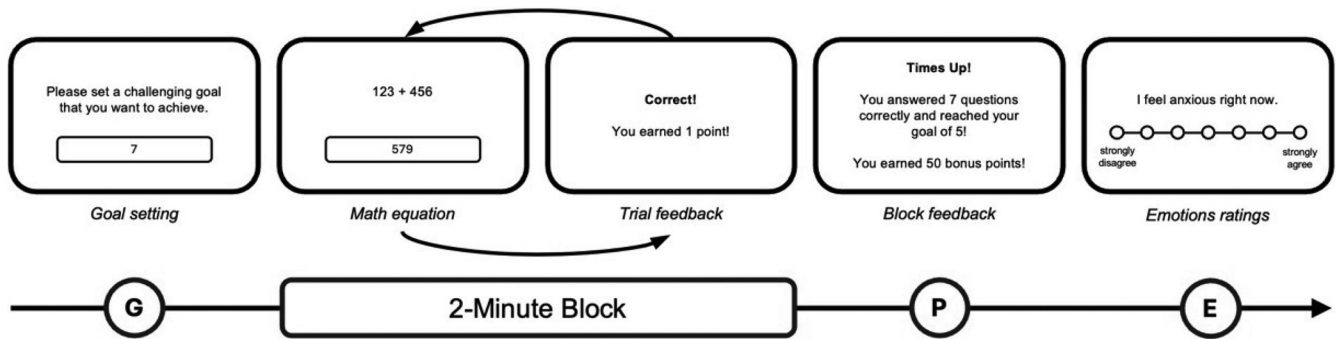 Please set a challenging goal
that you want to achieve.
7
Goal setting
123 + 456
579
Math equation
Correct!
You earned 1 point!
Trial feedback
Times Up!
You answered 7 questions
correctly and reached your
goal of 5!
You earned 50 bonus points!
Block feedback
I feel anxious right now.
strongly
disagree
strongly
agree
Emotions ratings
G
2-Minute Block
P
E